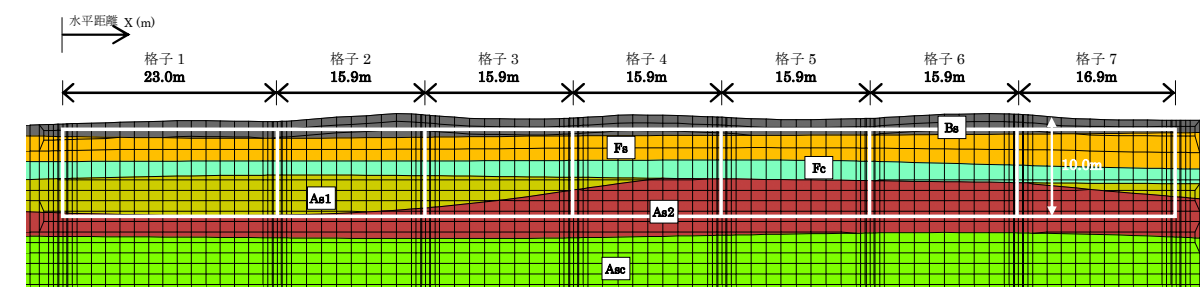 水平距離 X (m)
格子 1 格子 2 格子 3 格子 4 格子 5 格子 6 格子 7
23.0m 15.9m 15.9m 15.9m 15.9m 15.9m 16.9m
Bs
Fs
Fc
10.0m
As1
As2
Asc